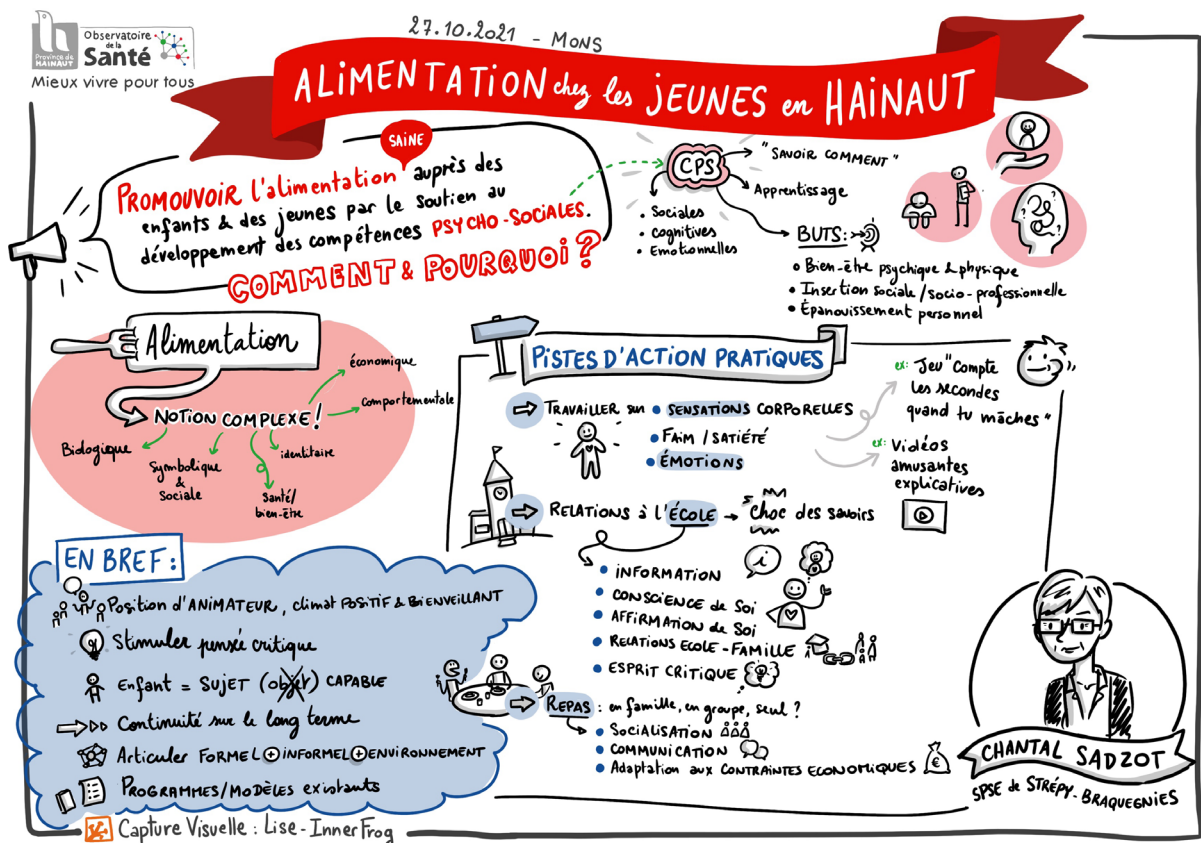 Province de
HAINAUT
Observatoire
de la
Santé
Mieux vivre pour tous
27.10.2021 - MONS
ALIMENTATION chez les JEUNES en HAINAUT
SAINE
PROMOUVOIR l'alimentation auprès des
enfants & des jeunes par le soutien au
développement des compétences PSYCHO-SOCIALES.
COMMENT & POURQUOI ?
CPS
"SAVOIR COMMENT"
Apprentissage
• Sociales
• cognitives
• Emotionnelles
BUTS:
• Bien-être psychique & physique
• Insertion sociale / socio-professionnelle
• Épanouissement personnel
Alimentation
NOTION COMPLEXE !
économique
comportementale
identitaire
Santé/
bien-être
Symbolique
&
Sociale
Biologique
PISTES D'ACTION PRATIQUES
TRAVAILLER sur • SENSATIONS CORPORELLES
• FAIM / SATIÉTÉ
• ÉMOTIONS
ex: Jeu "Compte
les secondes
quand tu mâches"
ex: Vidéos
amusantes
explicatives
RELATIONS à l'ÉCOLE → choc des savoirs
• INFORMATION
• CONSCIENCE de Soi
• AFFIRMATION de Soi
• RELATIONS ECOLE-FAMILLE
• ESPRIT CRITIQUE
REPAS : en famille, en groupe, seul ?
• SOCIALISATION
• COMMUNICATION
• Adaptation aux CONTRAINTES ECONOMIQUES
€
EN BREF :
Position d'ANIMATEUR, climat POSITIF & BIENVEILLANT
Stimuler pensée critique
Enfant = SUJET (objet) CAPABLE
Continuité sur le long terme
Articuler FORMEL + INFORMEL + ENVIRONNEMENT
PROGRAMMES/MODÈLES existants
CHANTAL SADZOT
SPSE de STRÉPY-BRAQUEGNIES
Capture Visuelle : Lise-InnerFrog